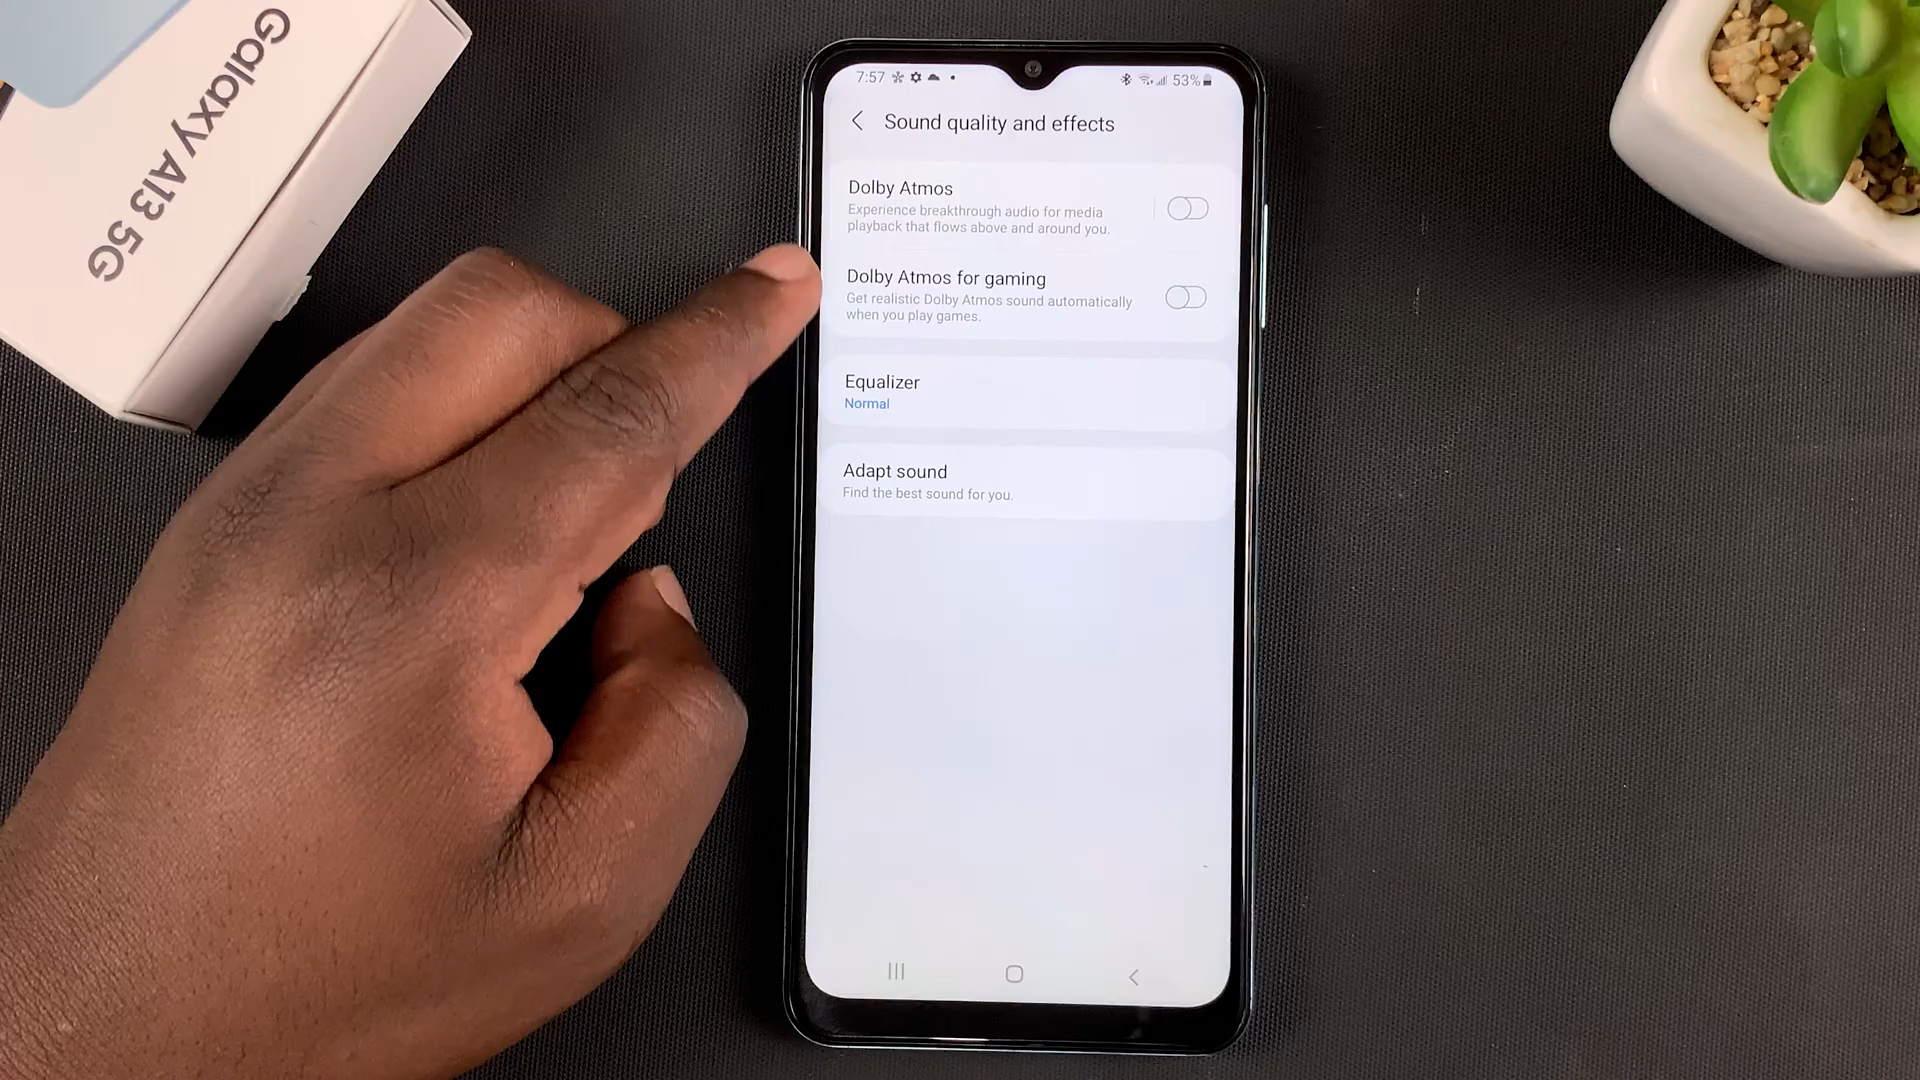 Galaxy A13 5G
7:57
53%
Sound quality and effects
Dolby Atmos
Experience breakthrough audio for media
playback that flows above and around you.
Dolby Atmos for gaming
Get realistic Dolby Atmos sound automatically
when you play games.
Equalizer
Normal
Adapt sound
Find the best sound for you.